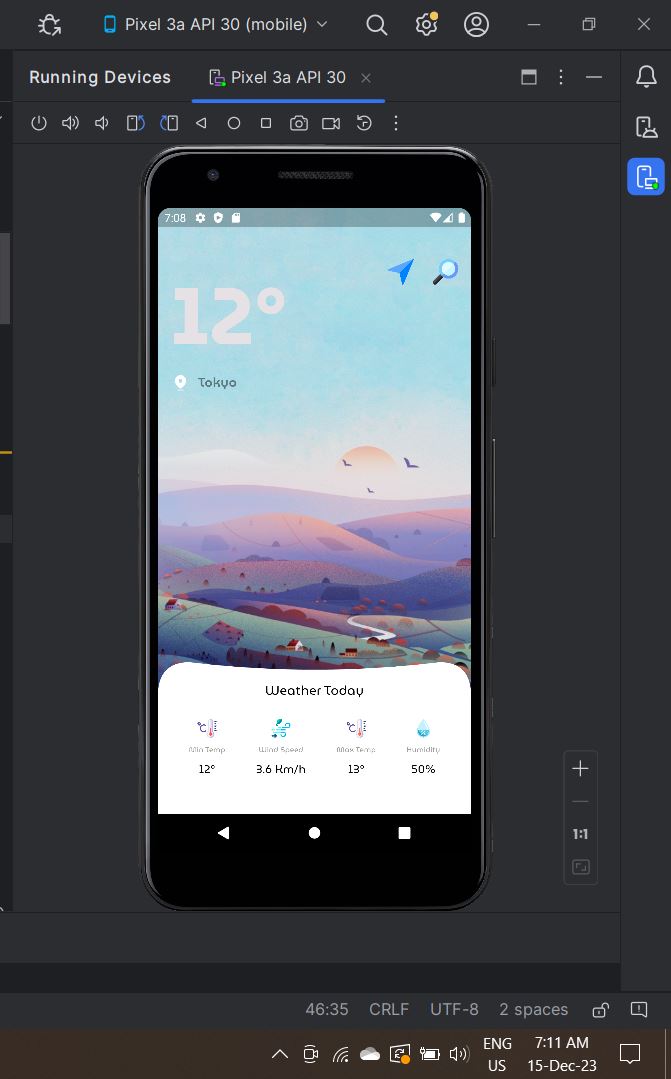 Pixel 3a API 30 (mobile)
Running Devices
Pixel 3a API 30
7:08
12°
Tokyo
Weather Today
Min Temp
Wind Speed
Max Temp
Humidity
12°
3.6 Km/h
13°
50%
1:1
46:35
CRLF
UTF-8
2 spaces
ENG
US
7:11 AM
15-Dec-23